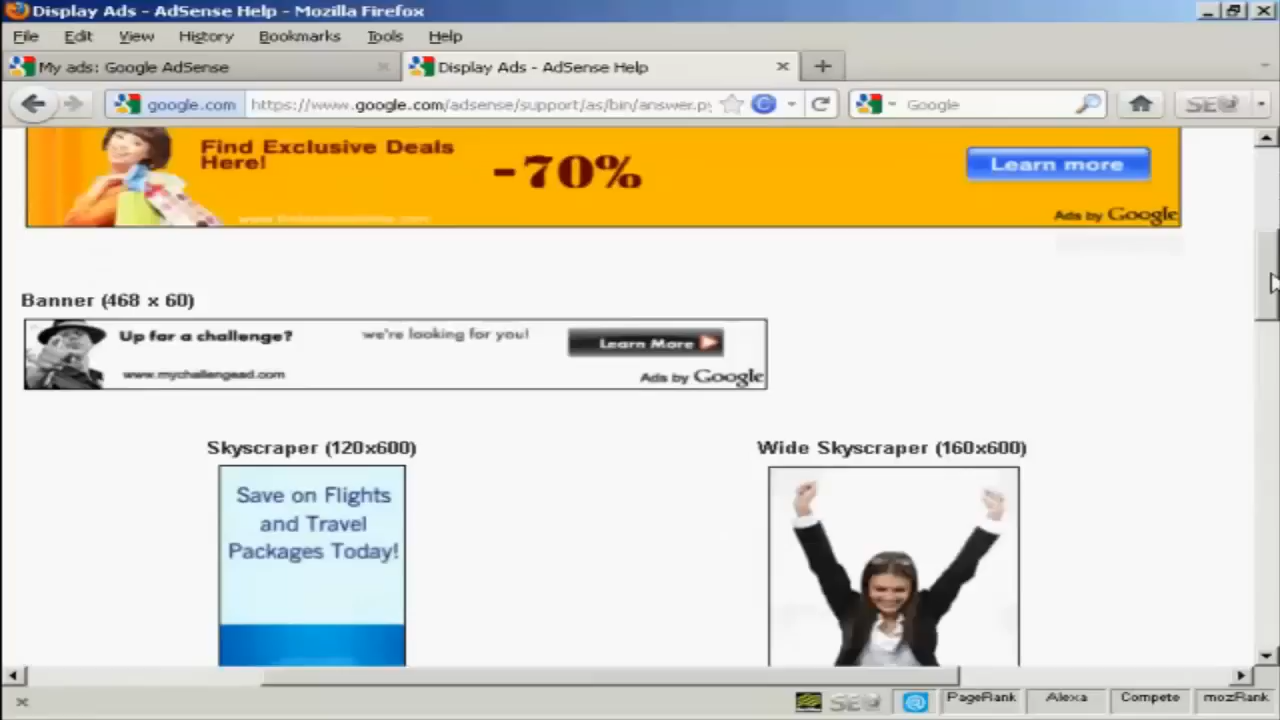 Display Ads - AdSense Help - Mozilla Firefox
File Edit View History Bookmarks Tools Help
My ads: Google AdSense
Display Ads - AdSense Help
google.com https://www.google.com/adsense/support/as/bin/answer.p
Google
SEO
Find Exclusive Deals
Here!
-70%
Learn more
Ads by Google
Banner (468 x 60)
Up for a challenge? we're looking for you!
Learn More
www.mychallengead.com
Ads by Google
Skyscraper (120x600)
Wide Skyscraper (160x600)
Save on Flights
and Travel
Packages Today!
SEO PageRank Alexa Compete mozRank